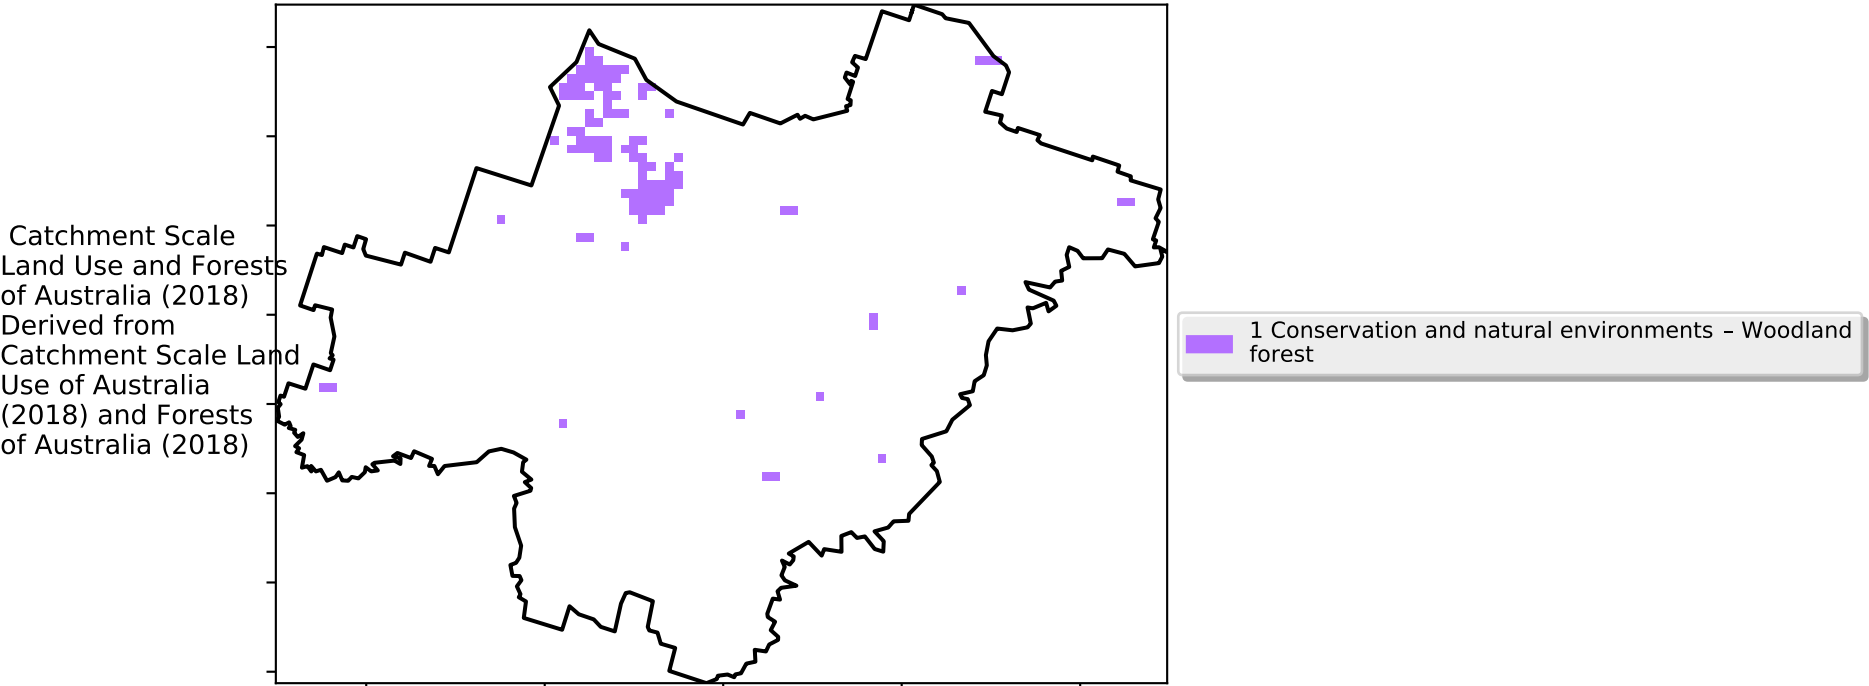 Catchment Scale
Land Use and Forests
of Australia (2018)
Derived from
Catchment Scale Land
Use of Australia
(2018) and Forests
of Australia (2018)
1 Conservation and natural environments – Woodland
forest